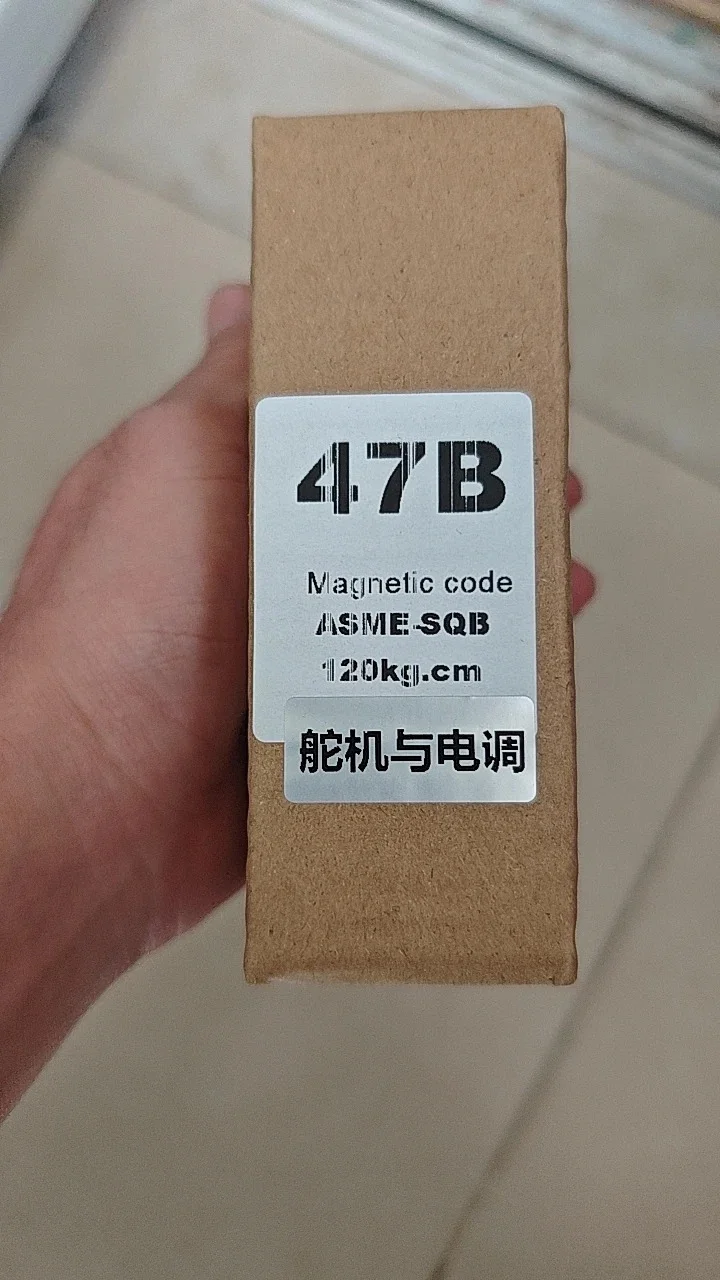 47B
Magnetic code
ASME-SQB
120kg.cm
舵机与电调